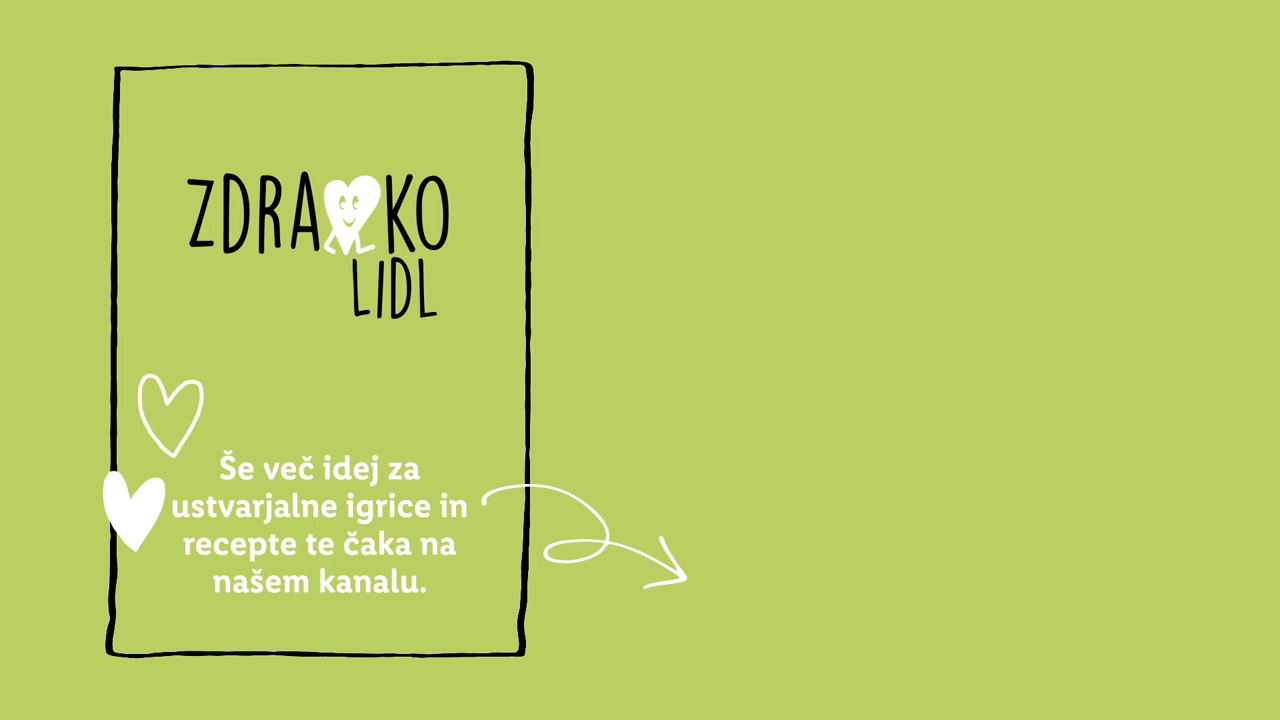 ZDRAVKO
LIDL
Še več idej za
ustvarjalne igrice in
recepte te čaka na
našem kanalu.